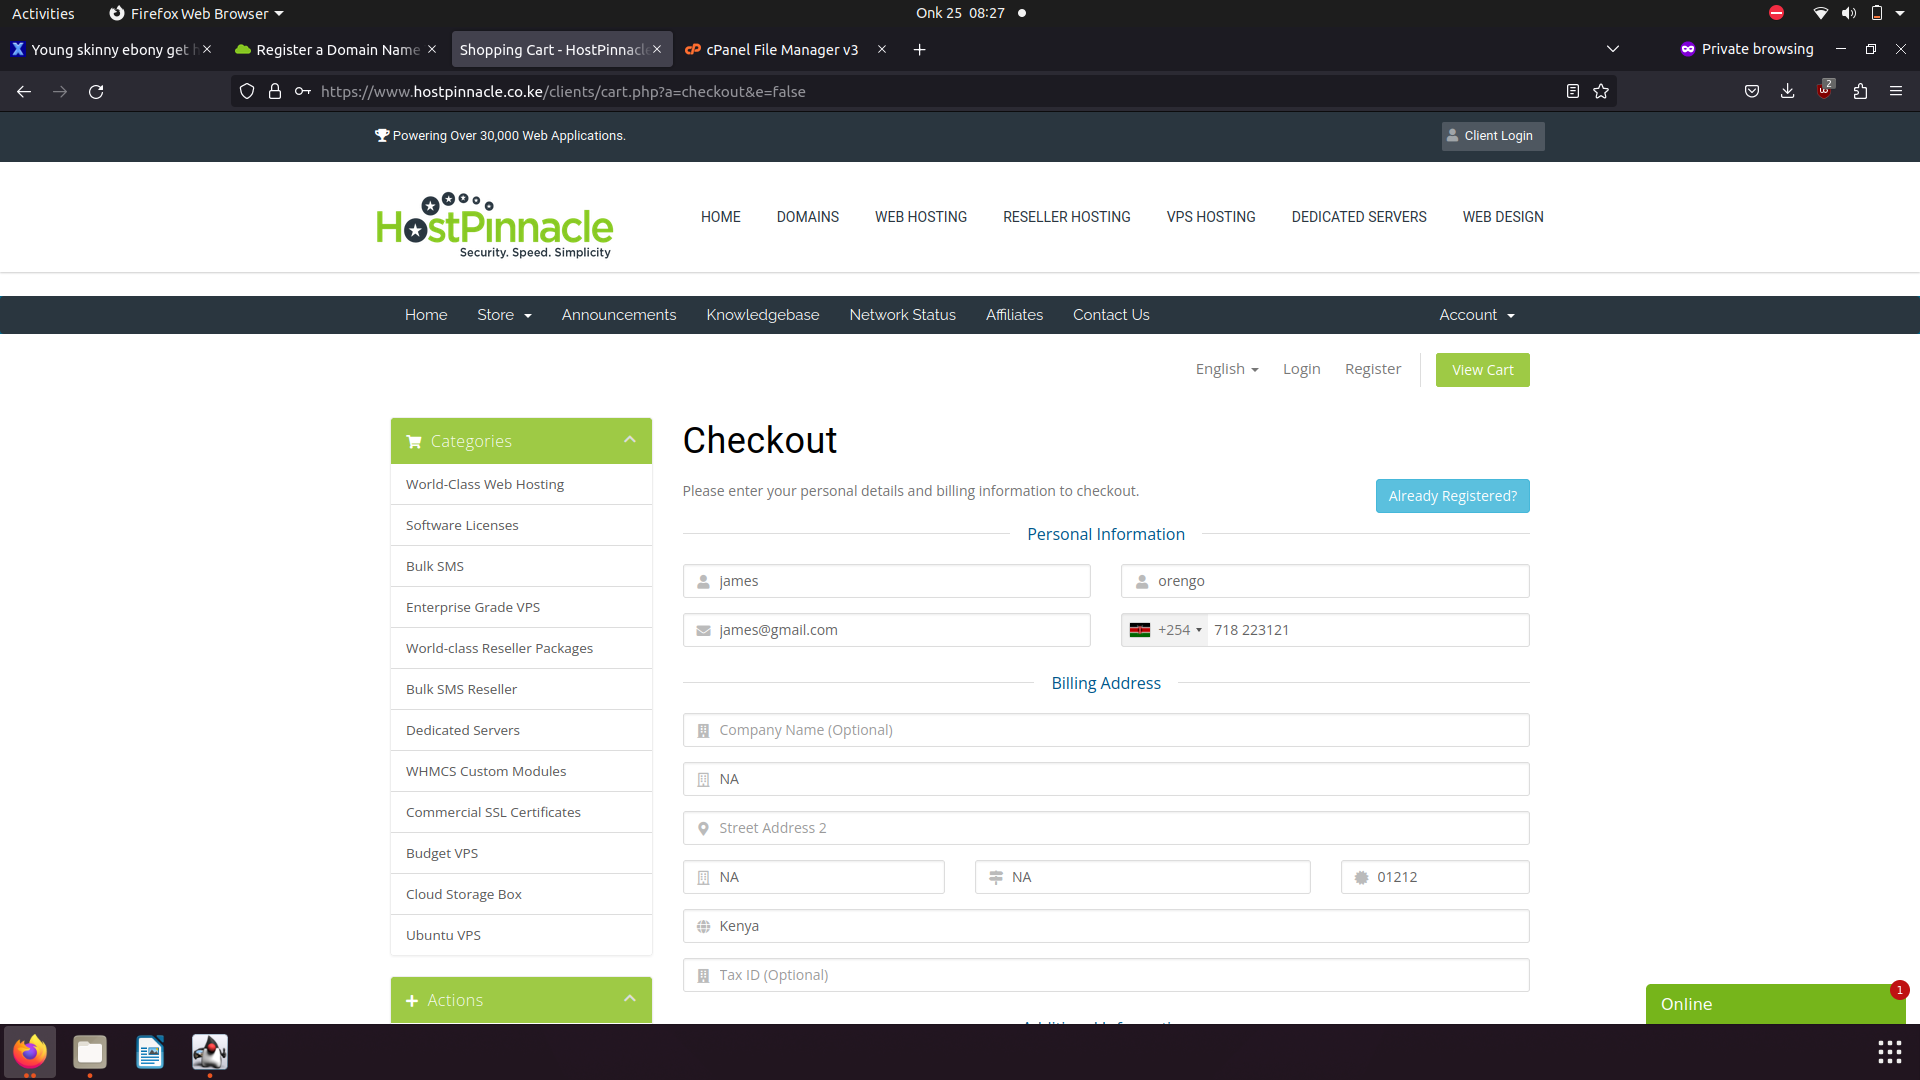 Activities
Firefox Web Browser
Onk 25 08:27
Young skinny ebony get h
Register a Domain Name
Shopping Cart - HostPinnacle
cPanel File Manager v3
Private browsing
https://www.hostpinnacle.co.ke/clients/cart.php?a=checkout&e=false
2
Powering Over 30,000 Web Applications.
Client Login
HostPinnacle
Security. Speed. Simplicity
HOME
DOMAINS
WEB HOSTING
RESELLER HOSTING
VPS HOSTING
DEDICATED SERVERS
WEB DESIGN
Home
Store
Announcements
Knowledgebase
Network Status
Affiliates
Contact Us
Account
English
Login
Register
View Cart
Categories
World-Class Web Hosting
Software Licenses
Bulk SMS
Enterprise Grade VPS
World-class Reseller Packages
Bulk SMS Reseller
Dedicated Servers
WHMCS Custom Modules
Commercial SSL Certificates
Budget VPS
Cloud Storage Box
Ubuntu VPS
Actions
Checkout
Please enter your personal details and billing information to checkout.
Already Registered?
Personal Information
james
orengo
james@gmail.com
+254
718 223121
Billing Address
Company Name (Optional)
NA
Street Address 2
NA
NA
01212
Kenya
Tax ID (Optional)
Online
1